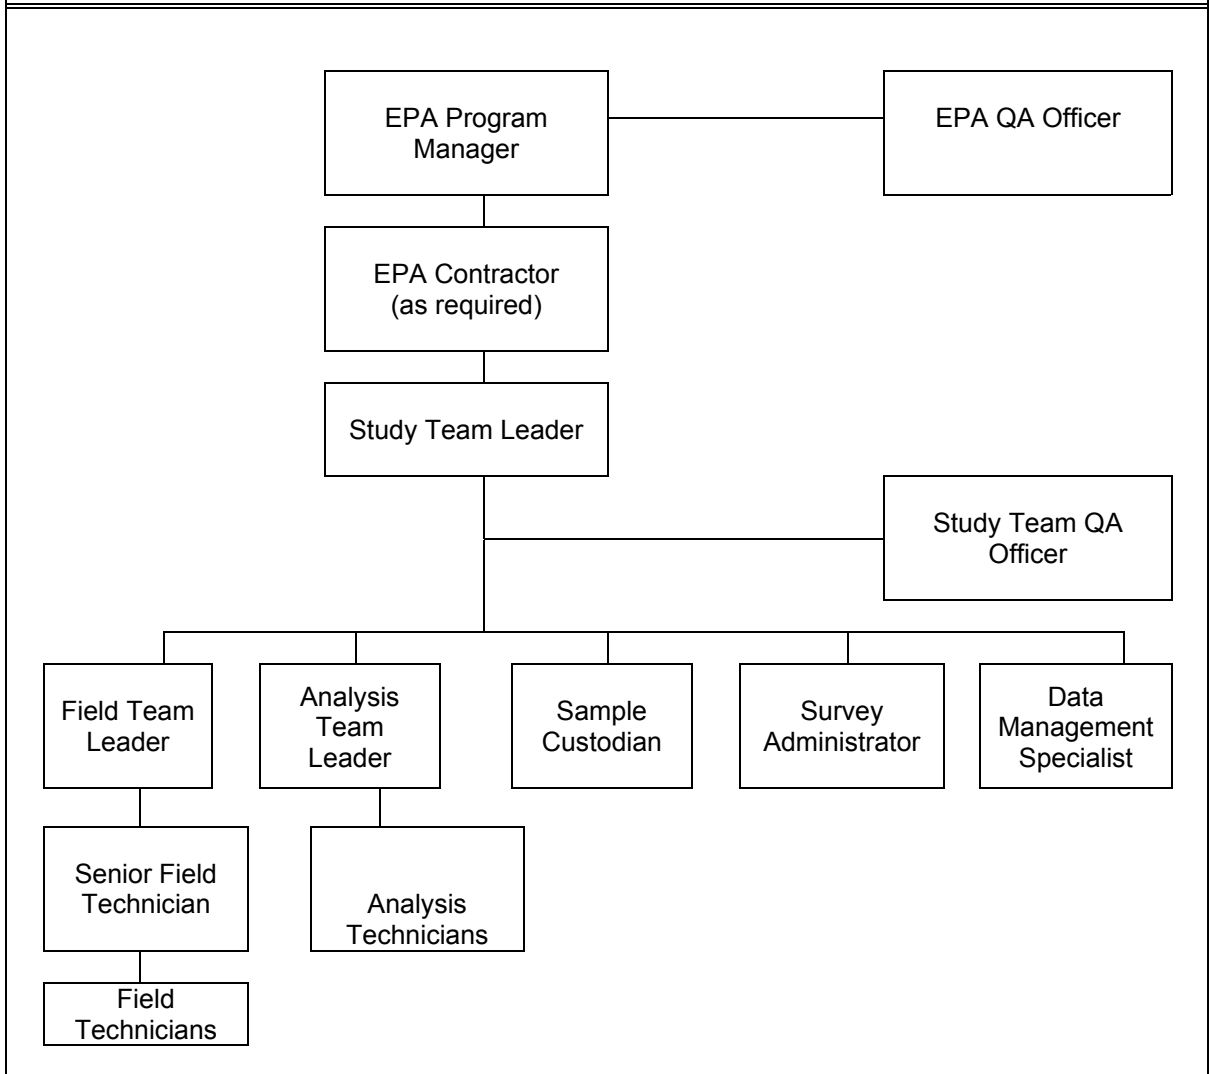 EPA Program
Manager
EPA QA Officer
EPA Contractor
(as required)
Study Team Leader
Study Team QA
Officer
Field Team
Leader
Analysis
Team
Leader
Sample
Custodian
Survey
Administrator
Data
Management
Specialist
Senior Field
Technician
Analysis
Technicians
Field
Technicians